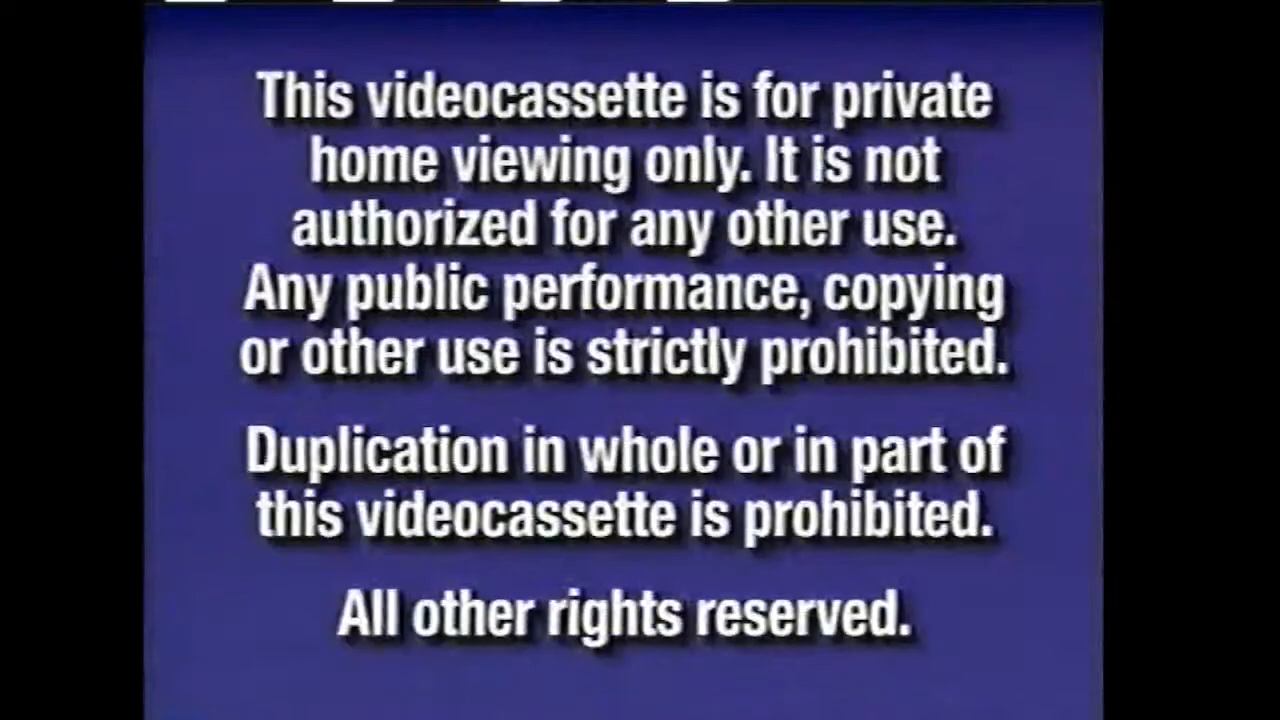 This videocassette is for private
home viewing only. It is not
authorized for any other use.
Any public performance, copying
or other use is strictly prohibited.
Duplication in whole or in part of
this videocassette is prohibited.
All other rights reserved.